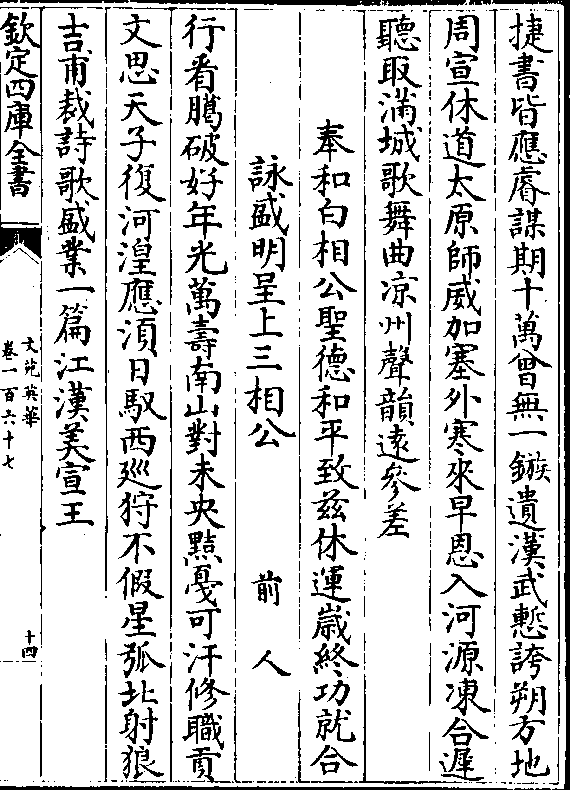 捷書皆應睿謀期十萬曾無一鏃遺漢武慙誇朔方地
周宣休道太原師威加塞外寒來早恩入河源凍合遲
聽取滿城歌舞曲凉州聲韻遠參差
奉和白相公聖德和平致兹休運嵗終功就合
詠盛明呈上三相公 前人
行看臈破好年光萬壽南山對未央黠戞可汗修職貢
文思天子復河湟應湏日馭西廵狩不假星弧北射狼
吉甫裁詩歌盛業一篇江漢美宣王
欽定四庫全書
文苑英華
卷一百六十七
十四